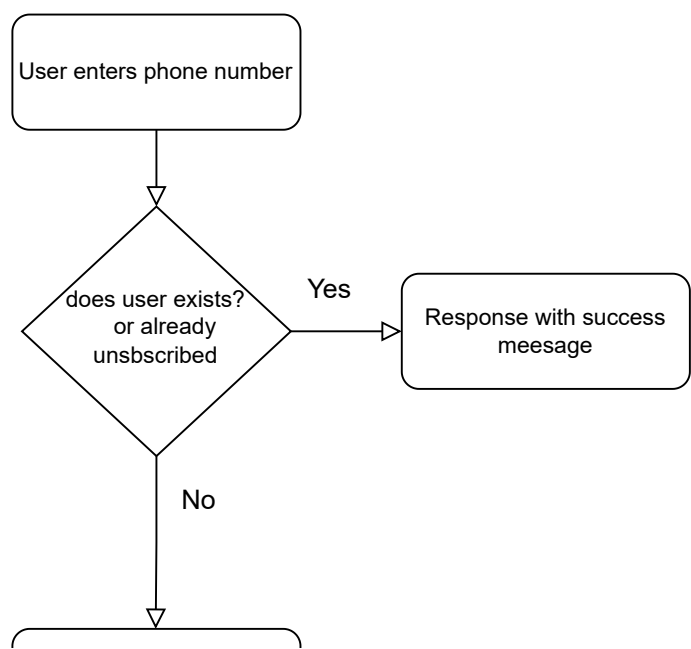 User enters phone number
does user exists?
or already
unsbscribed
Yes
Response with success
meesage
No